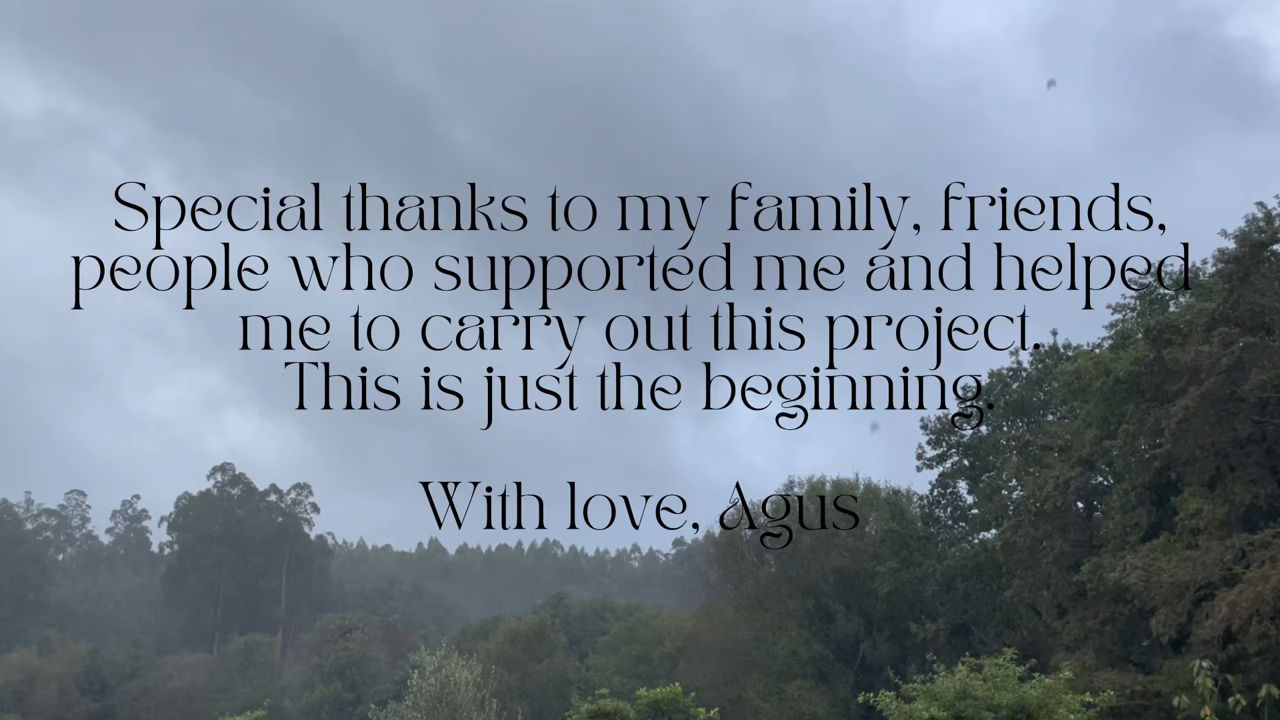 Special thanks to my family, friends,
people who supported me and helped
me to carry out this project.
This is just the beginning.
With love, Agus